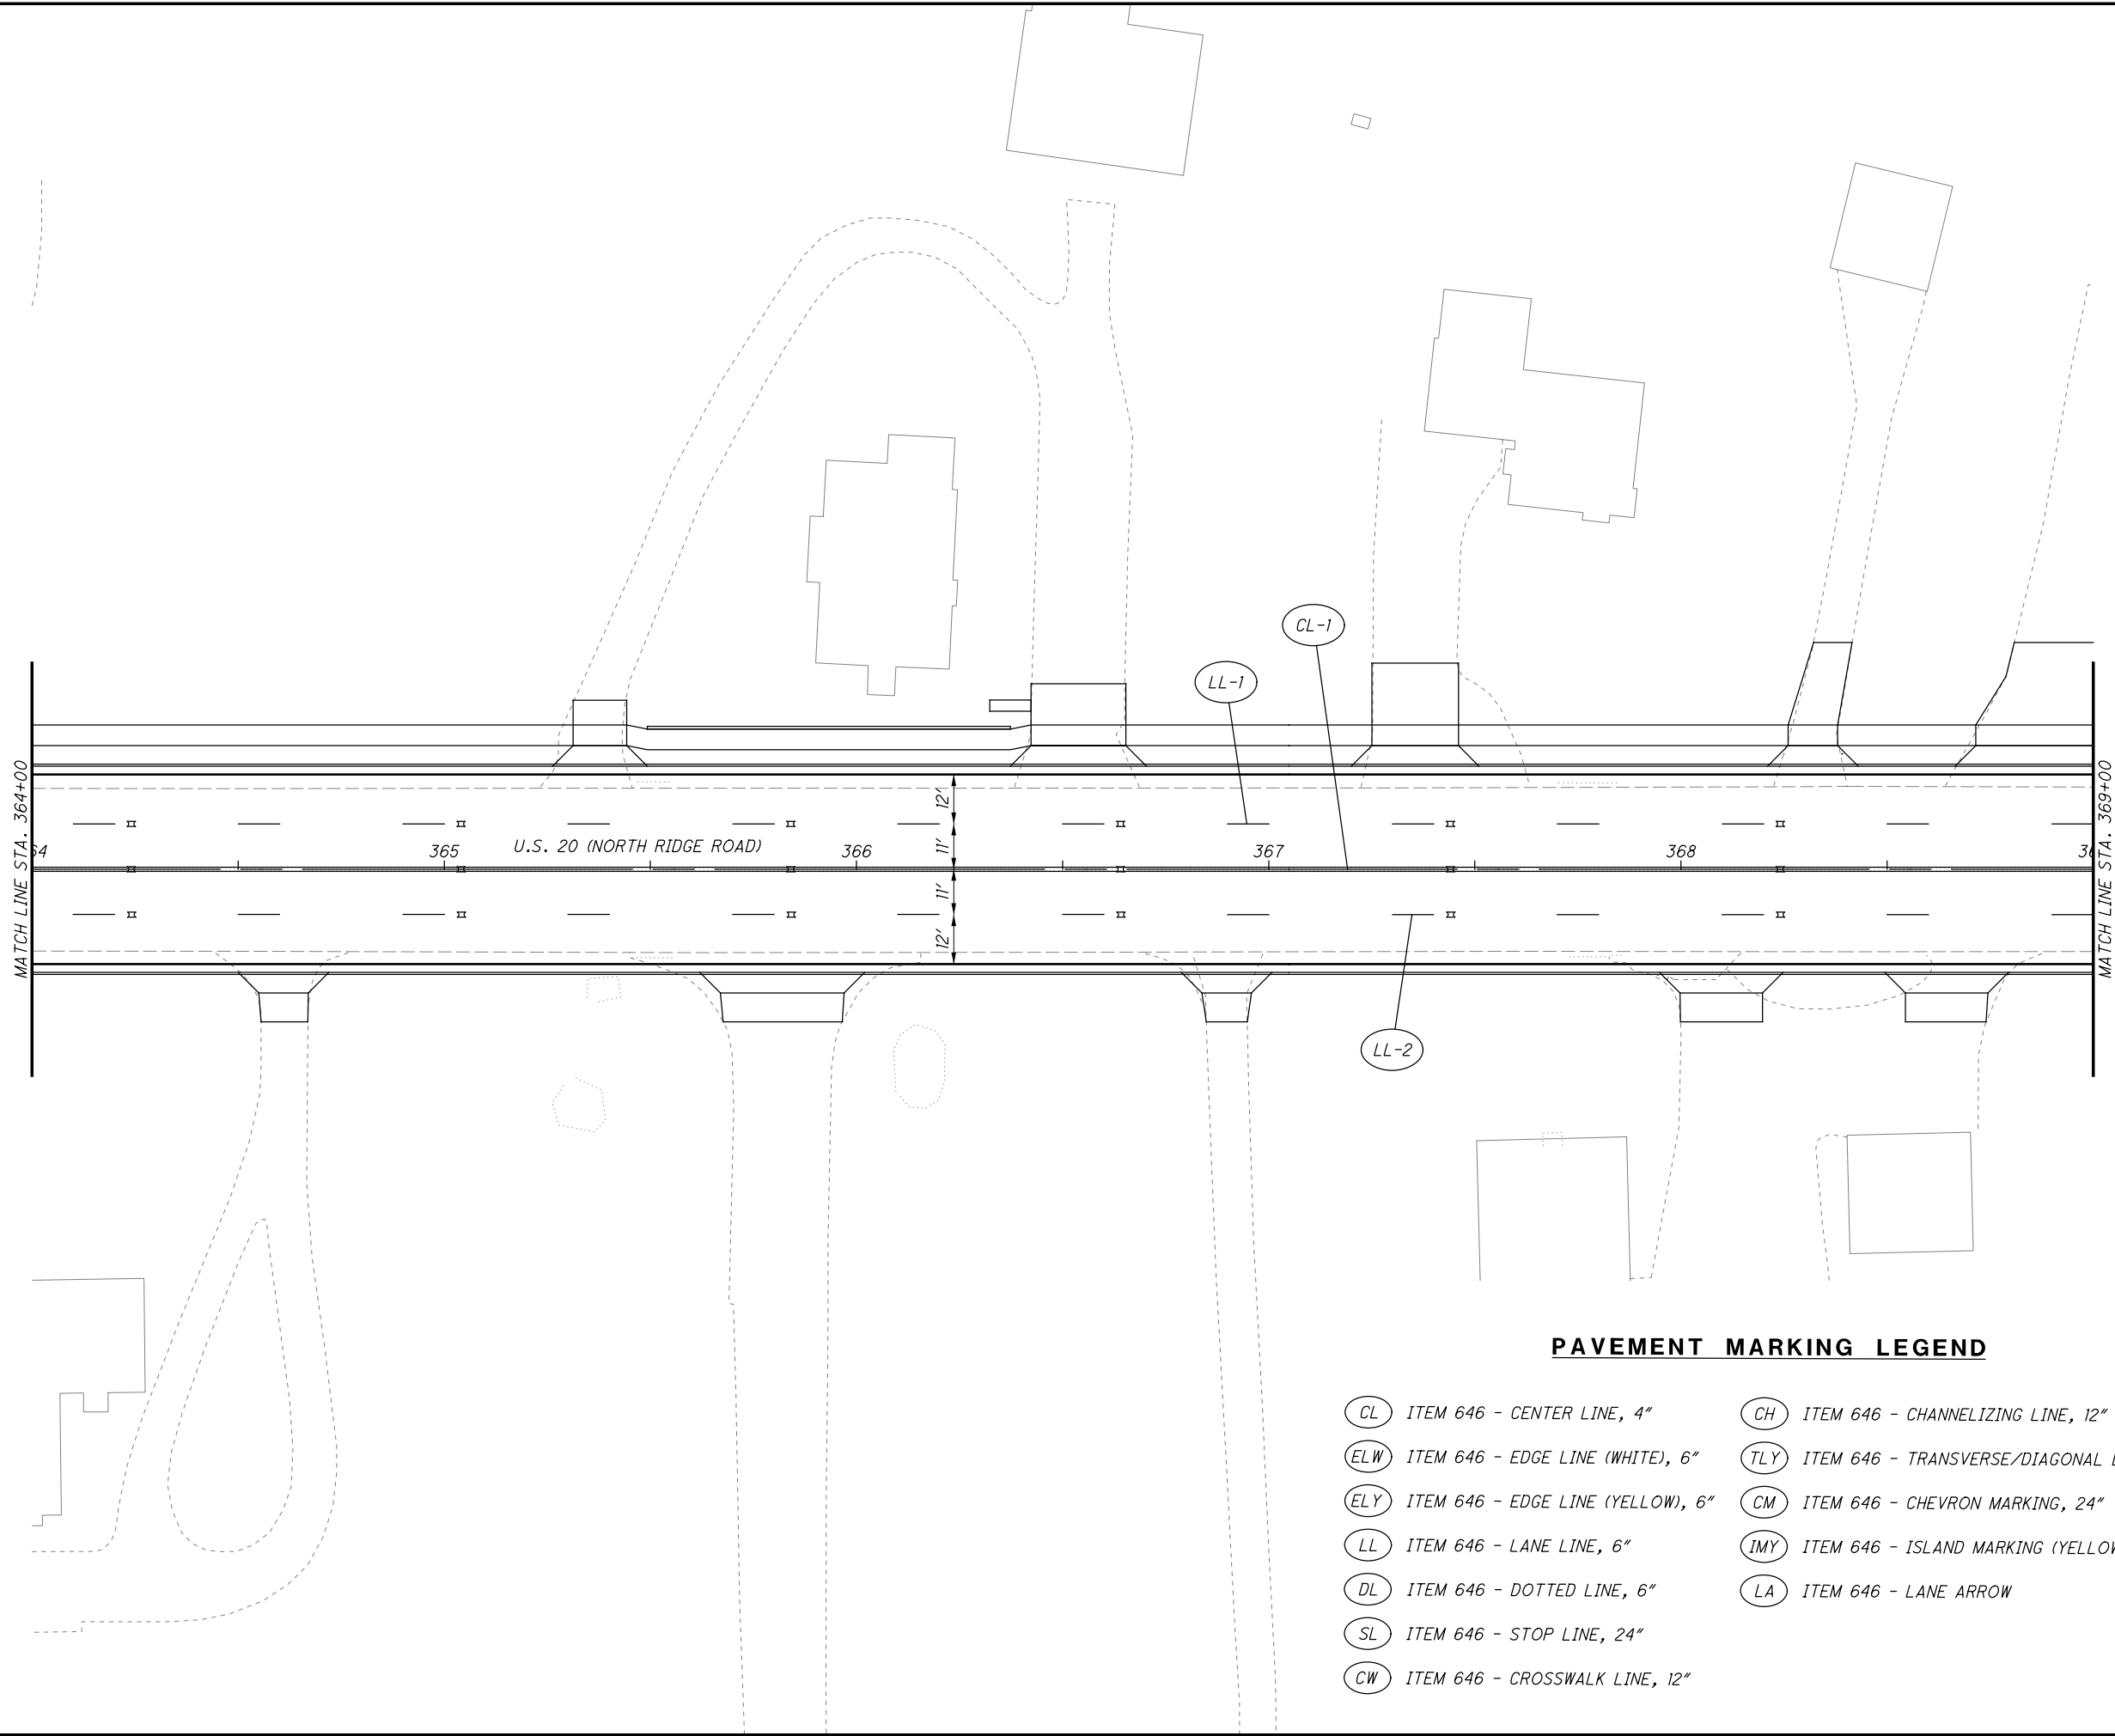 CL-1
LL-1
MATCH LINE STA. 364+00
MATCH LINE STA. 369+00
12'
64
365
U.S. 20 (NORTH RIDGE ROAD)
366
11'
367
368
36
11'
12'
LL-2
PAVEMENT MARKING LEGEND
CL ITEM 646 - CENTER LINE, 4"
ELW ITEM 646 - EDGE LINE (WHITE), 6"
ELY ITEM 646 - EDGE LINE (YELLOW), 6"
LL ITEM 646 - LANE LINE, 6"
DL ITEM 646 - DOTTED LINE, 6"
SL ITEM 646 - STOP LINE, 24"
CW ITEM 646 - CROSSWALK LINE, 12"
CH ITEM 646 - CHANNELIZING LINE, 12"
TLY ITEM 646 - TRANSVERSE/DIAGONAL
CM ITEM 646 - CHEVRON MARKING, 24"
IMY ITEM 646 - ISLAND MARKING (YELLOW
LA ITEM 646 - LANE ARROW